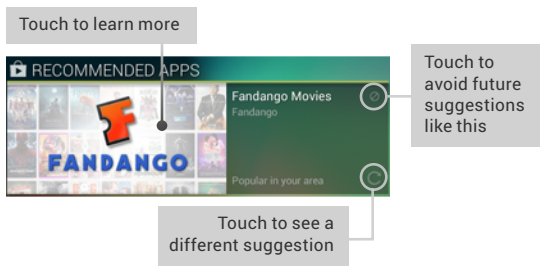 Touch to learn more
RECOMMENDED APPS
Fandango Movies
Fandango
FANDANGO
Popular in your area
Touch to
avoid future
suggestions
like this
Touch to see a
different suggestion